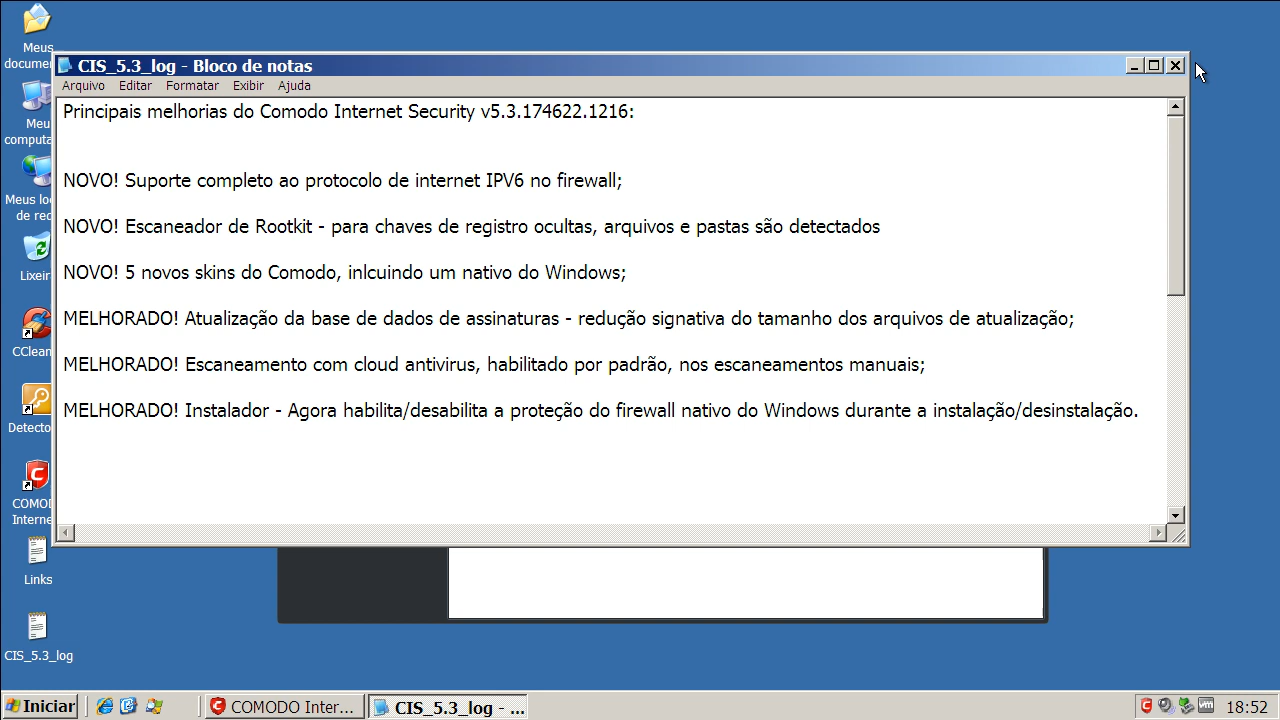 Meus
docume
CIS_5.3_log - Bloco de notas
Arquivo Editar Formatar Exibir Ajuda
Principais melhorias do Comodo Internet Security v5.3.174622.1216:
NOVO! Suporte completo ao protocolo de internet IPV6 no firewall;
NOVO! Escaneador de Rootkit - para chaves de registro ocultas, arquivos e pastas são detectados
NOVO! 5 novos skins do Comodo, inlcuindo um nativo do Windows;
MELHORADO! Atualização da base de dados de assinaturas - redução signativa do tamanho dos arquivos de atualização;
MELHORADO! Escaneamento com cloud antivirus, habilitado por padrão, nos escaneamentos manuais;
MELHORADO! Instalador - Agora habilita/desabilita a proteção do firewall nativo do Windows durante a instalação/desinstalação.
Meu
computa
Meus lo
de red
Lixeir
CClean
Detecto
COMOD
Interne
Links
CIS_5.3_log
Iniciar
COMODO Inter...
CIS_5.3_log - ...
18:52